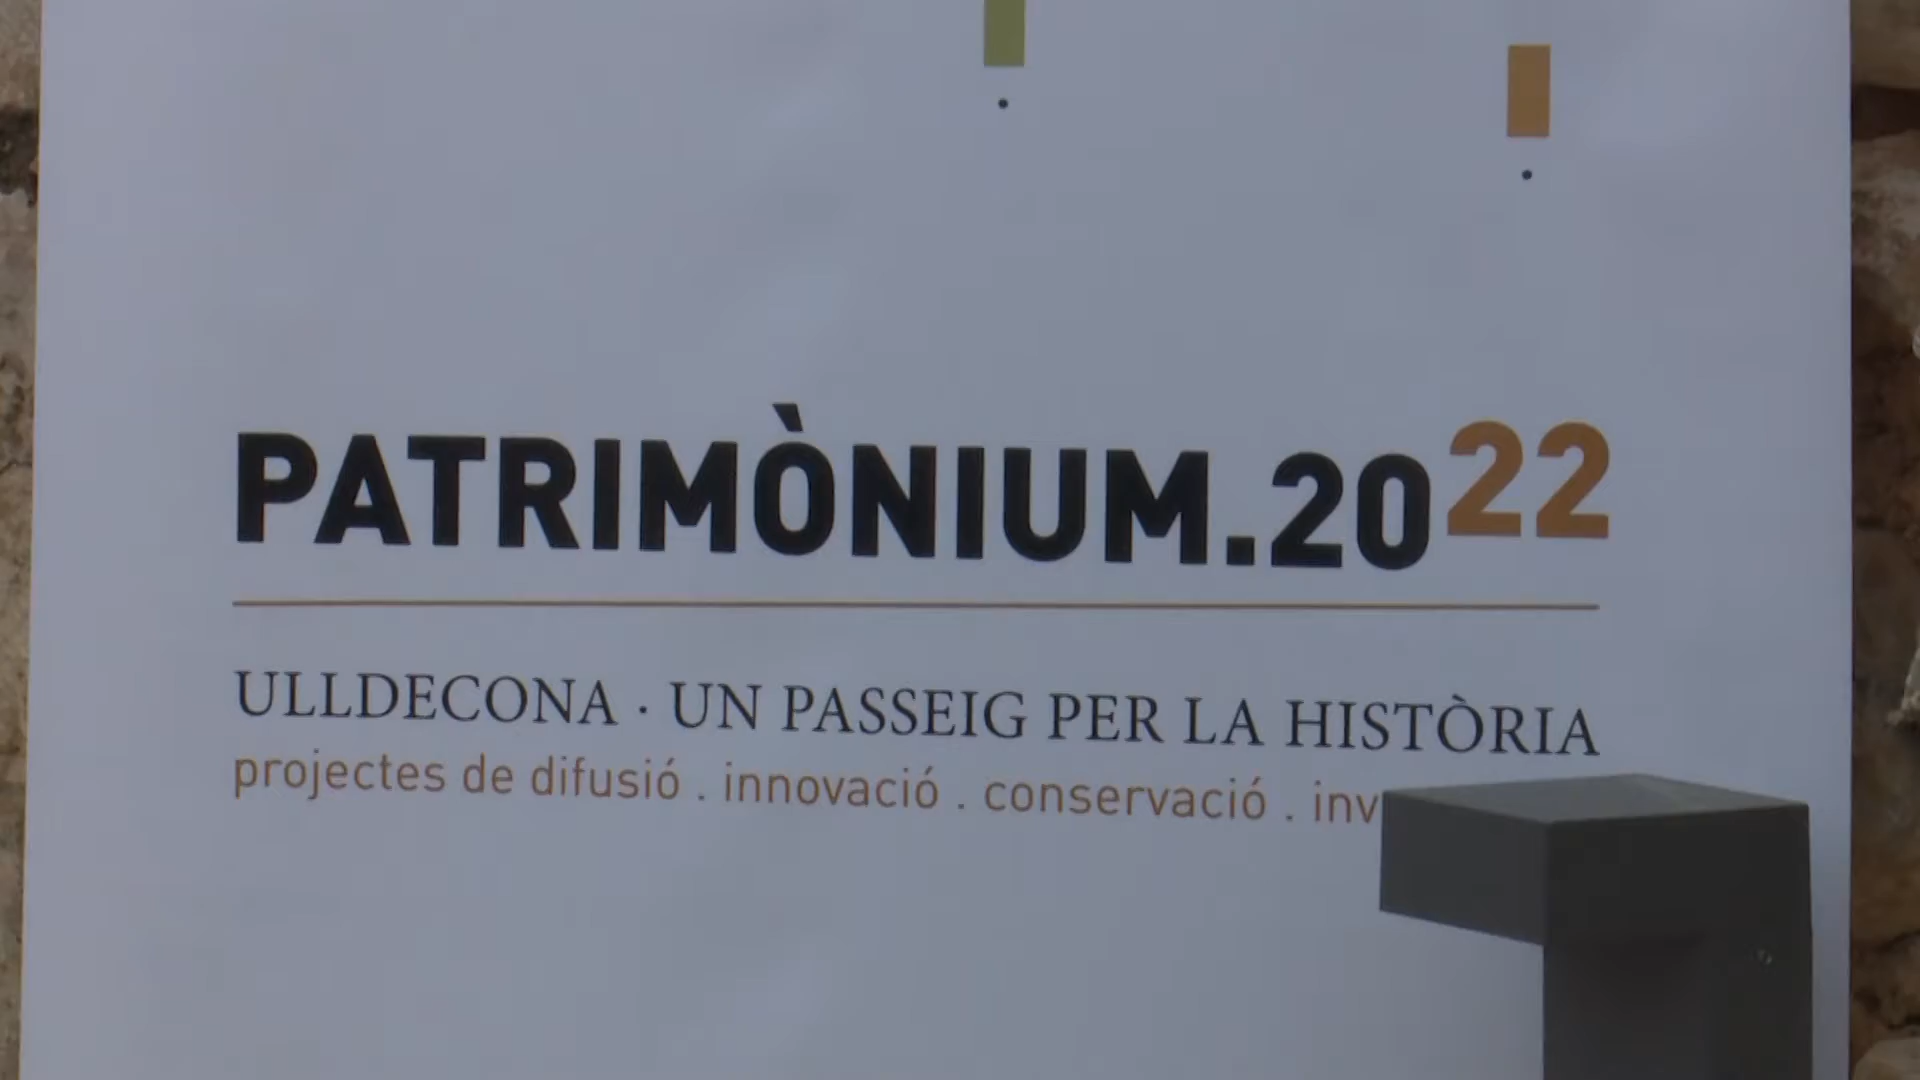 PATRIMÒNIUM.2022
ULLDECONA · UN PASSEIG PER LA HISTÒRIA
projectes de difusió . innovació . conservació .